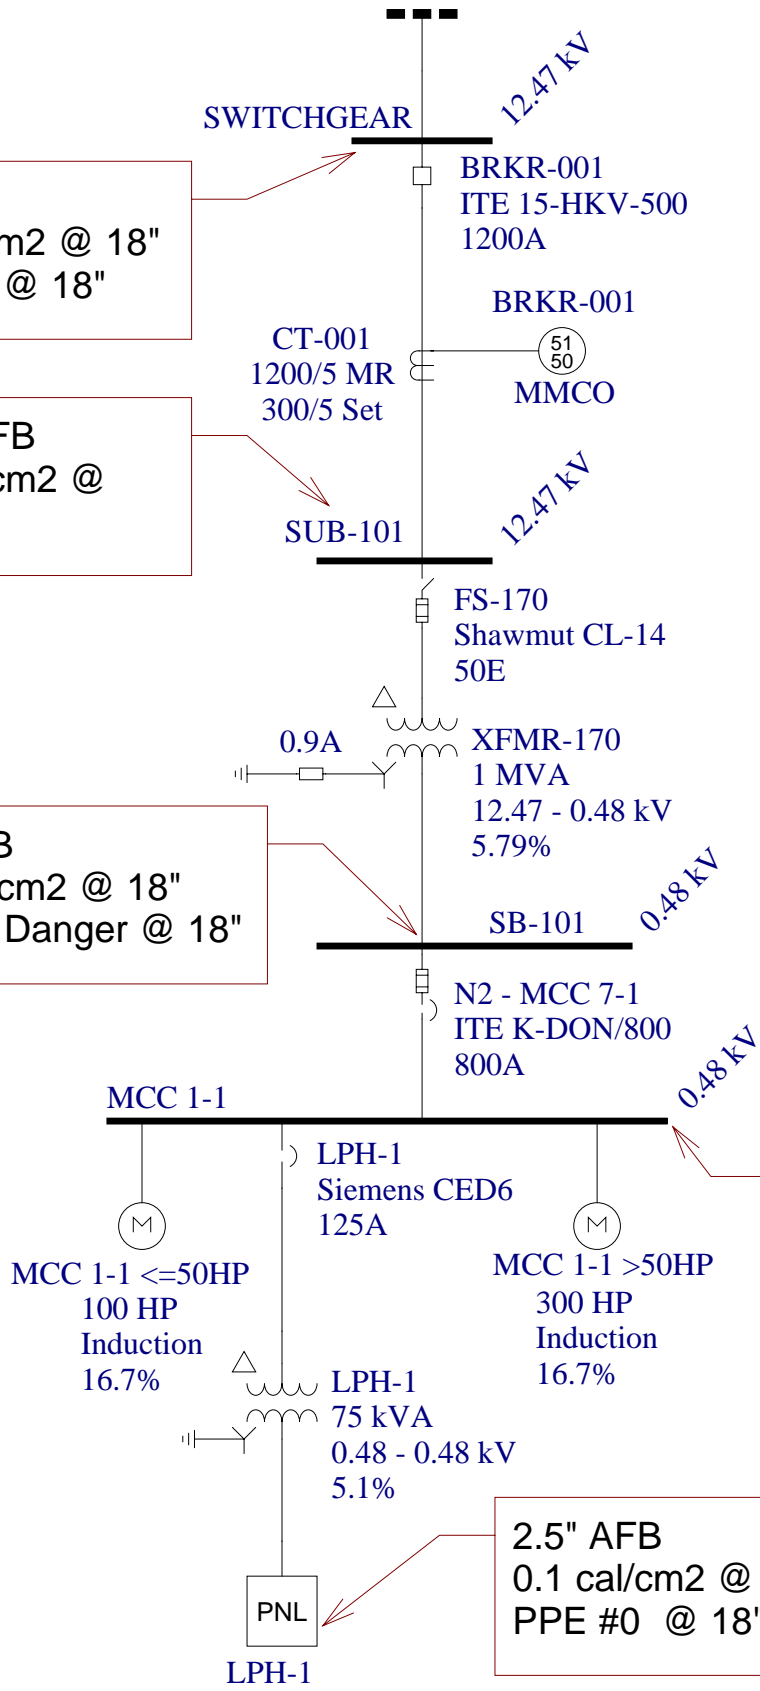 12.47 kV
SWITCHGEAR
BRKR-001
ITE 15-HKV-500
1200A
cm2 @ 18"
@ 18"
BRKR-001
51
50
MMCO
CT-001
1200/5 MR
300/5 Set
FB
cm2 @
12.47 kV
SUB-101
FS-170
Shawmut CL-14
50E
0.9A
XFMR-170
1 MVA
12.47 - 0.48 kV
5.79%
B
cm2 @ 18"
Danger @ 18"
0.48 kV
SB-101
N2 - MCC 7-1
ITE K-DON/800
800A
0.48 kV
MCC 1-1
LPH-1
Siemens CED6
125A
M
MCC 1-1 <=50HP
100 HP
Induction
16.7%
M
MCC 1-1 >50HP
300 HP
Induction
16.7%
LPH-1
75 kVA
0.48 - 0.48 kV
5.1%
2.5" AFB
0.1 cal/cm2 @
PPE #0 @ 18"
PNL
LPH-1